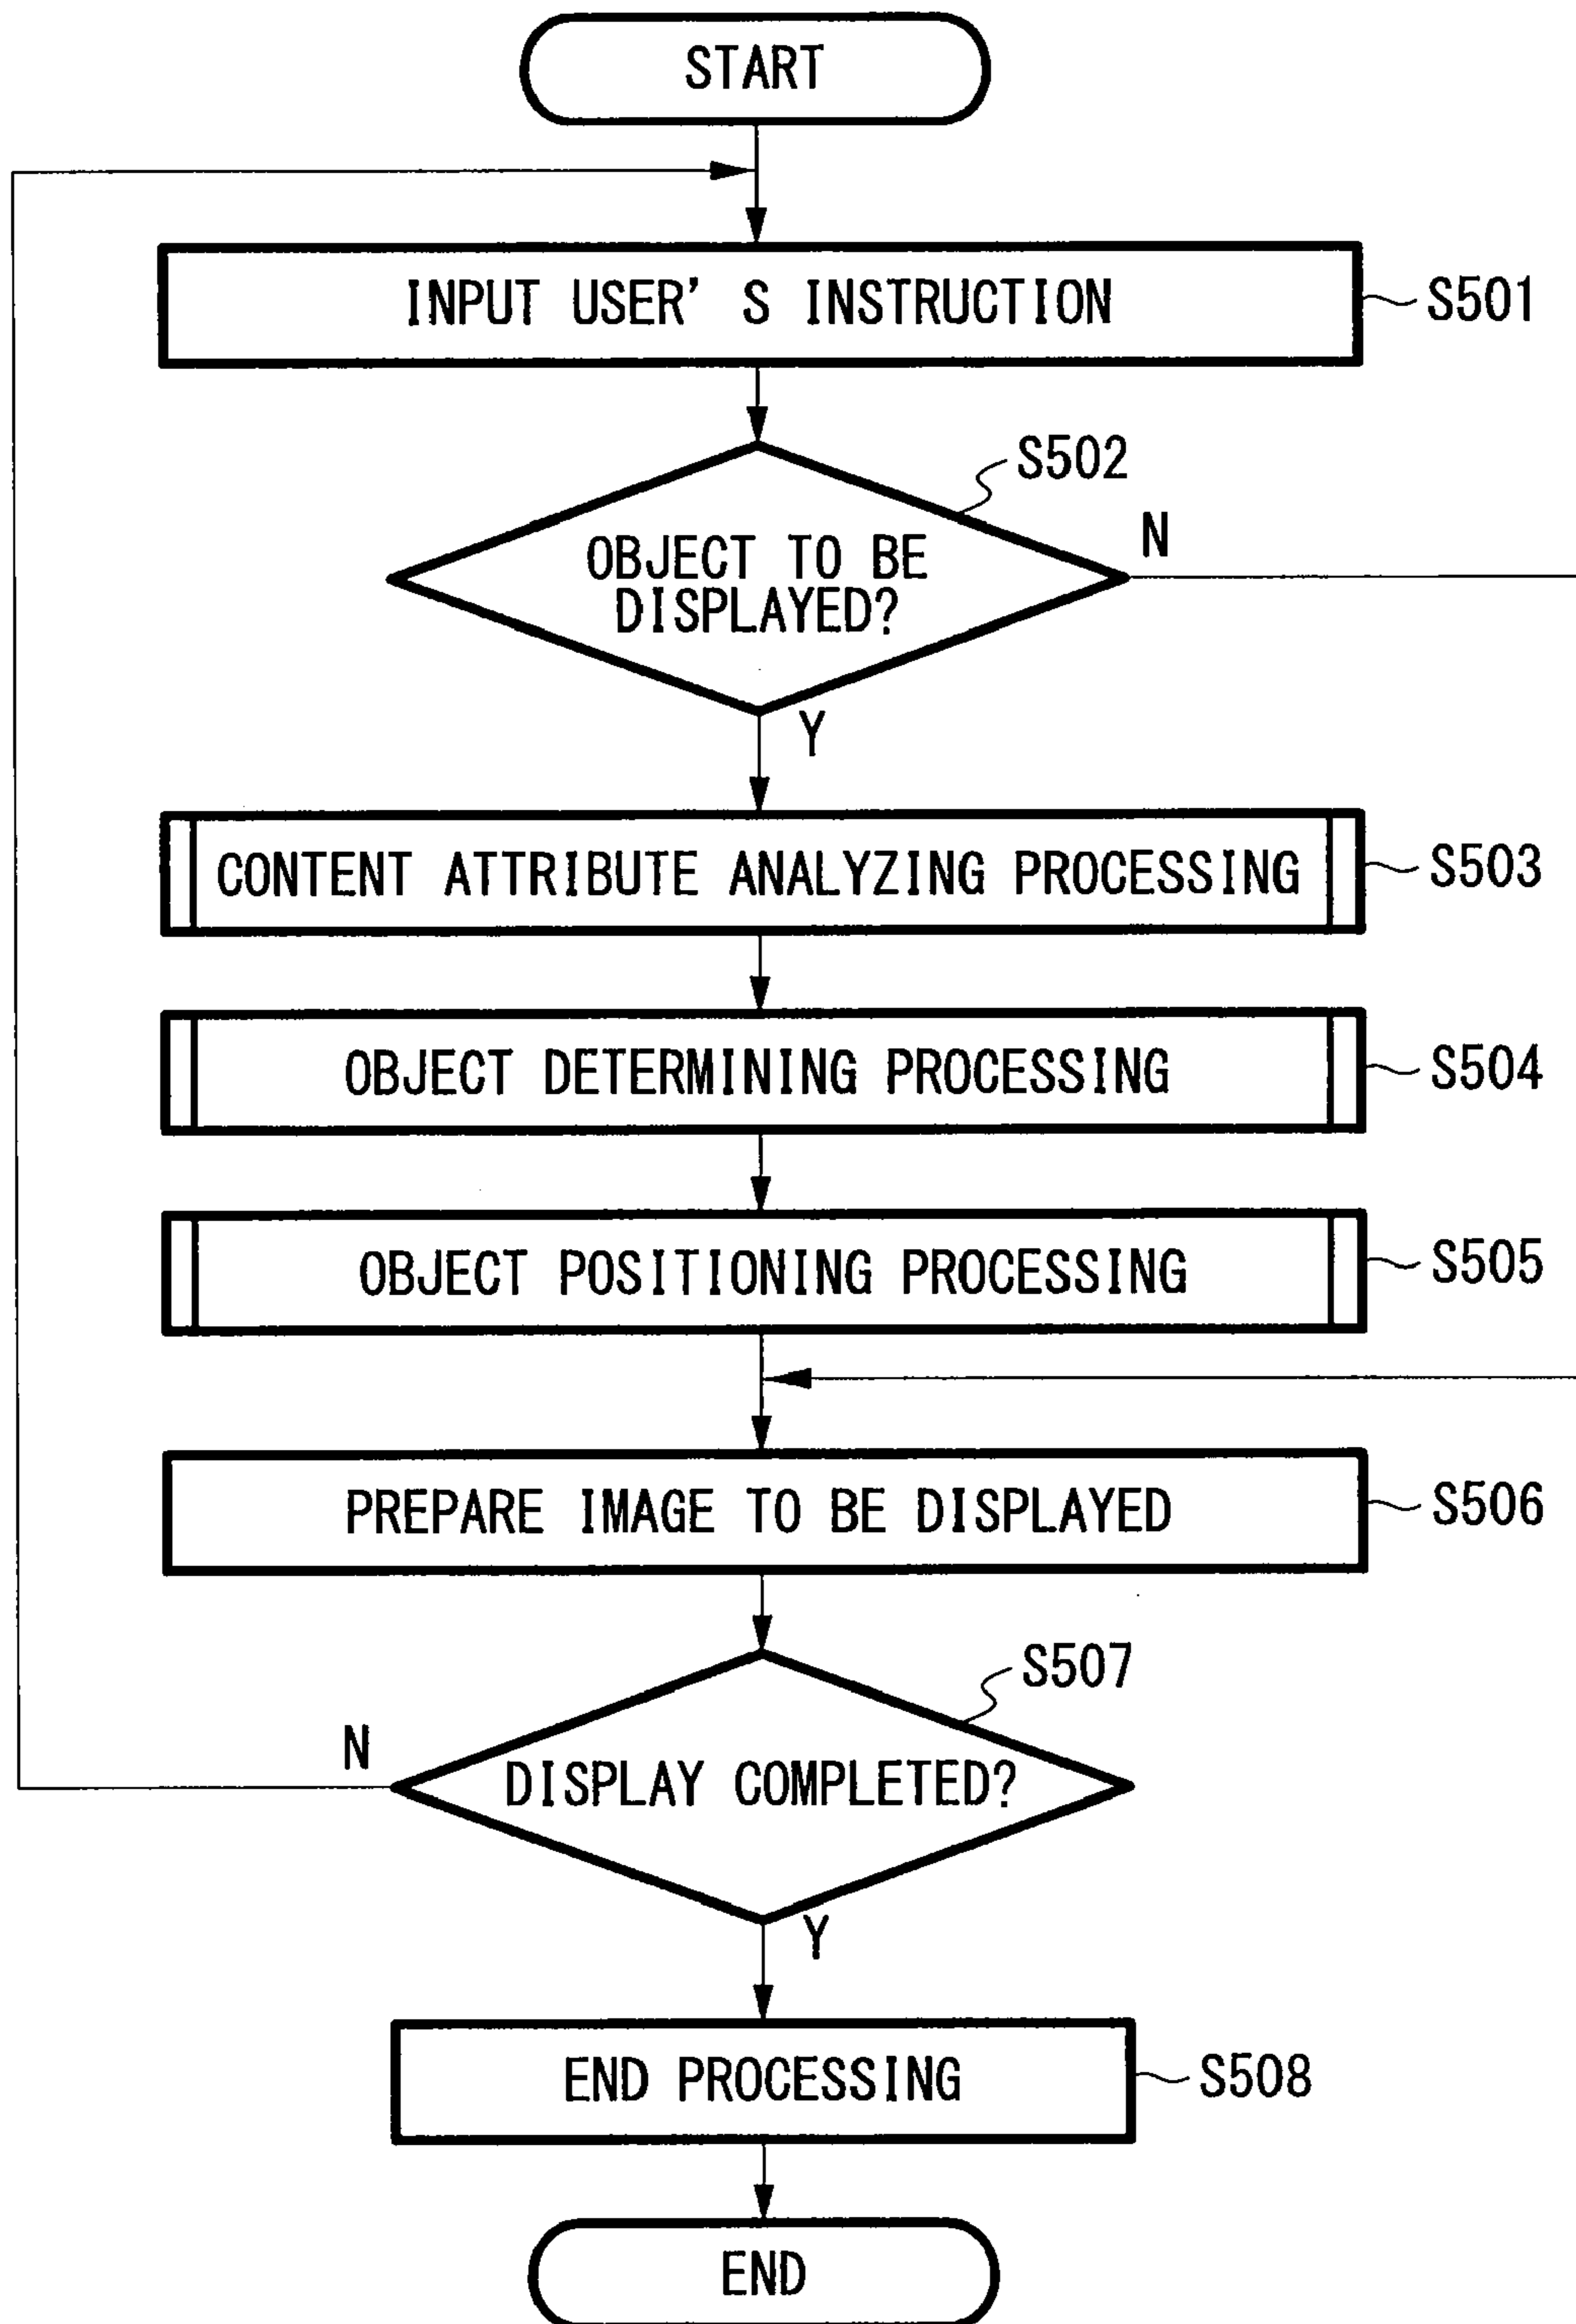 START
INPUT USER' S INSTRUCTION
S501
S502
OBJECT TO BE
DISPLAYED?
N
Y
CONTENT ATTRIBUTE ANALYZING PROCESSING
S503
OBJECT DETERMINING PROCESSING
S504
OBJECT POSITIONING PROCESSING
S505
PREPARE IMAGE TO BE DISPLAYED
S506
S507
N
DISPLAY COMPLETED?
Y
END PROCESSING
S508
END